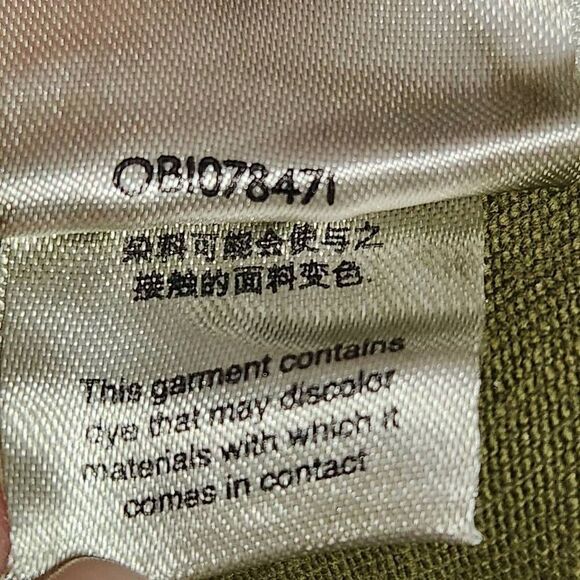 OBI078471
染料可能会使与之
接触的面料变色.
This garment contains
dye that may discolor
materials with which it
comes in contact